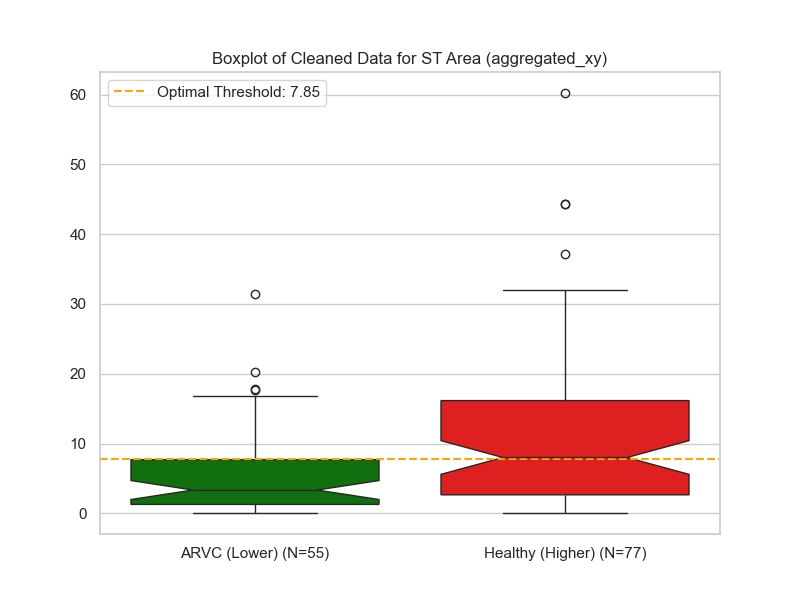 Boxplot of Cleaned Data for ST Area (aggregated_xy)
Optimal Threshold: 7.85
60
50
40
30
20
10
0
ARVC (Lower) (N=55)
Healthy (Higher) (N=77)